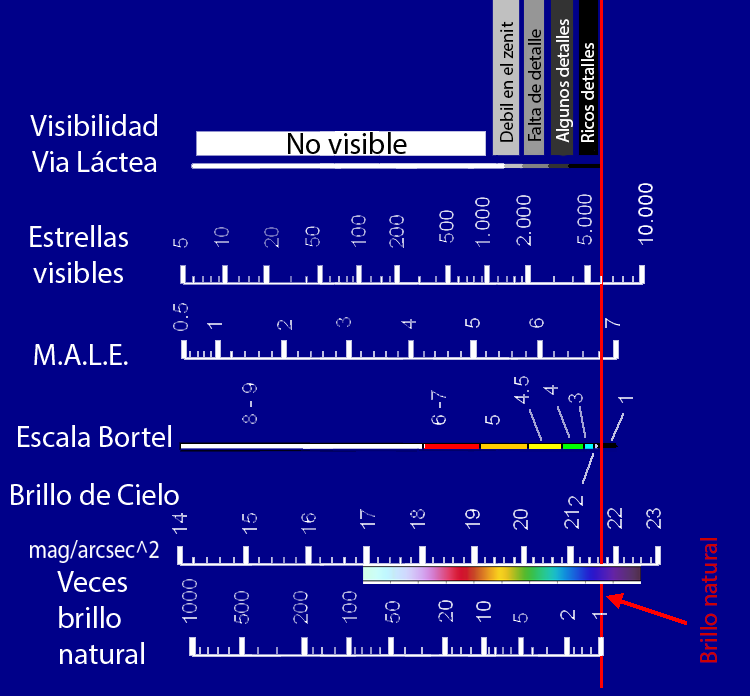 Debil en el zenit
Falta de detalle
Algunos detalles
Ricos detalles
Visibilidad
Via Láctea
No visible
Estrellas
visibles
5 10 20 50 100 200 500 1.000 2.000 5.000 10.000
M.A.L.E.
0.5 1 2 3 4 5 6 7
Escala Bortel
8 - 9 6 -7 5 4.5 4 3 1
2
Brillo de Cielo
mag/arcsec^2
14 15 16 17 18 19 20 21 22 23
Veces
brillo
natural
1000 500 200 100 50 20 10 5 2 1
Brillo natural